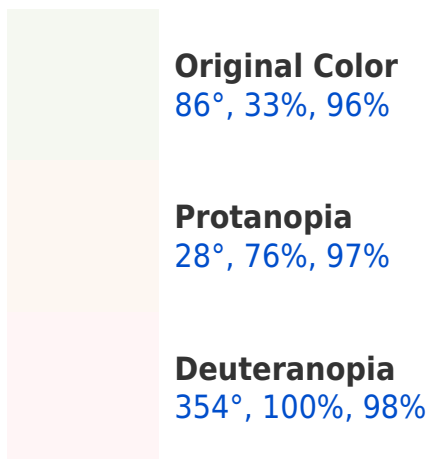 Original Color
86°, 33%, 96%
Protanopia
28°, 76%, 97%
Deuteranopia
354°, 100%, 98%